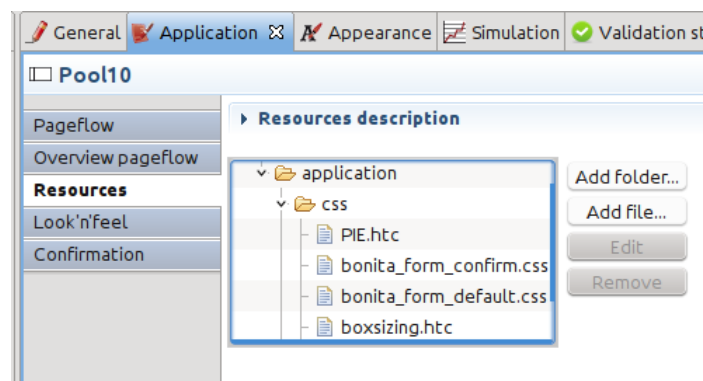 General Application Appearance Simulation Validation st
Pool10
Pageflow
Overview pageflow
Resources
Look'n'feel
Confirmation
Resources description
application
css
PIE.htc
bonita_form_confirm.css
bonita_form_default.css
boxsizing.htc
Add folder...
Add file...
Edit
Remove